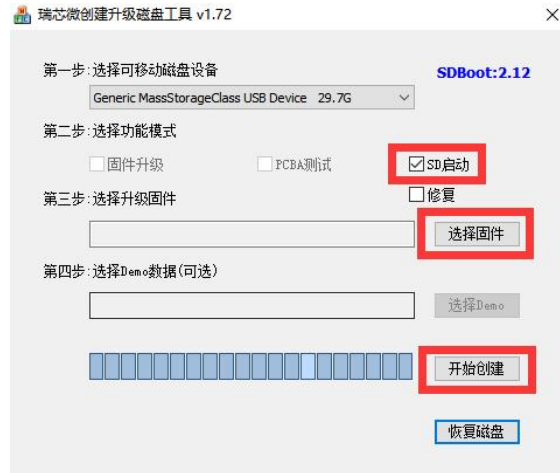 瑞芯微创建升级磁盘工具 v1.72
第一步:选择可移动磁盘设备
SDBoot:2.12
Generic MassStorageClass USB Device 29.7G
第二步:选择功能模式
固件升级 PCBA测试 SD启动
第三步:选择升级固件
修复
选择固件
第四步:选择Demo数据(可选)
选择Demo
开始创建
恢复磁盘